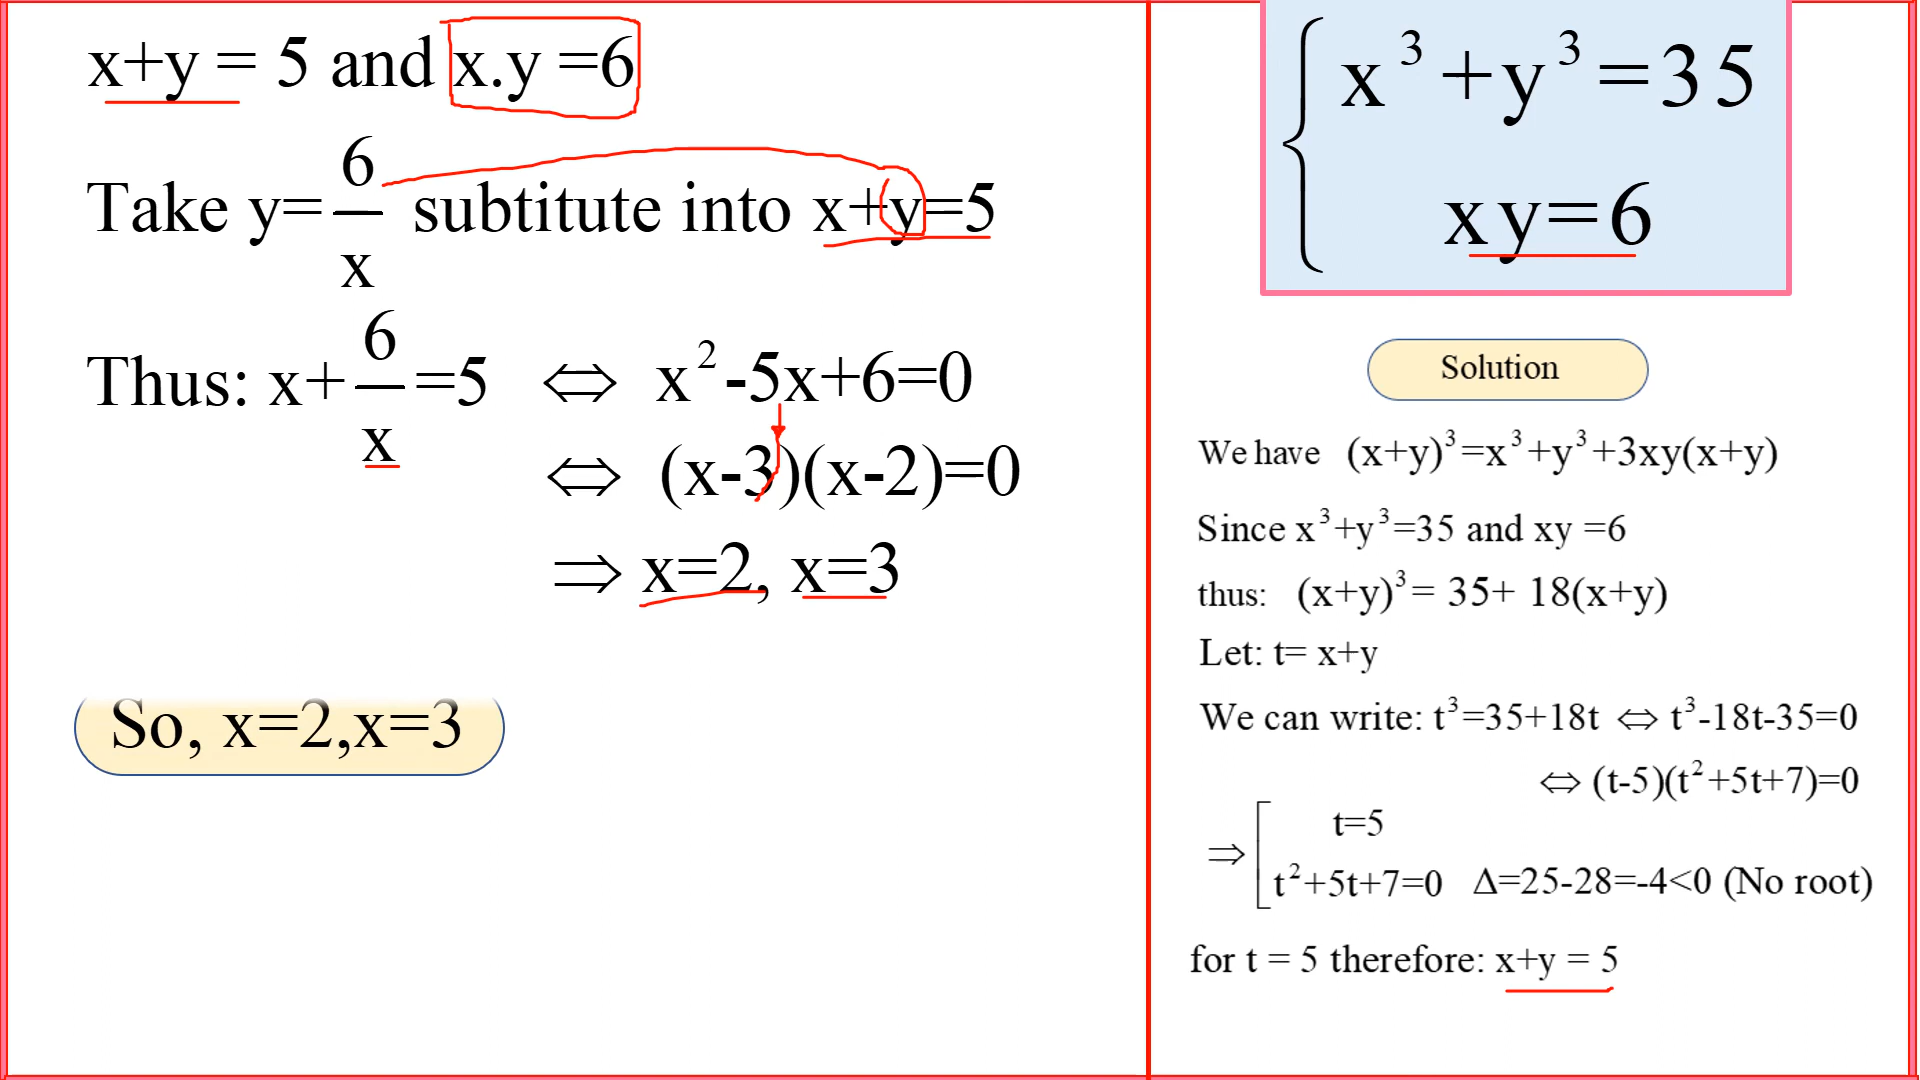 x+y = 5 and x.y =6
Take y= 6/x subtitute into x+y=5
Thus: x+ 6/x =5 ⇔ x²-5x+6=0
⇔ (x-3)(x-2)=0
⇒ x=2, x=3
So, x=2,x=3
x³+y³=35
xy=6
Solution
We have (x+y)³=x³+y³+3xy(x+y)
Since x³+y³=35 and xy =6
thus: (x+y)³= 35+ 18(x+y)
Let: t= x+y
We can write: t³=35+18t ⇔ t³-18t-35=0
⇔ (t-5)(t²+5t+7)=0
⇒ t=5
t²+5t+7=0 Δ=25-28=-4<0 (No root)
for t = 5 therefore: x+y = 5